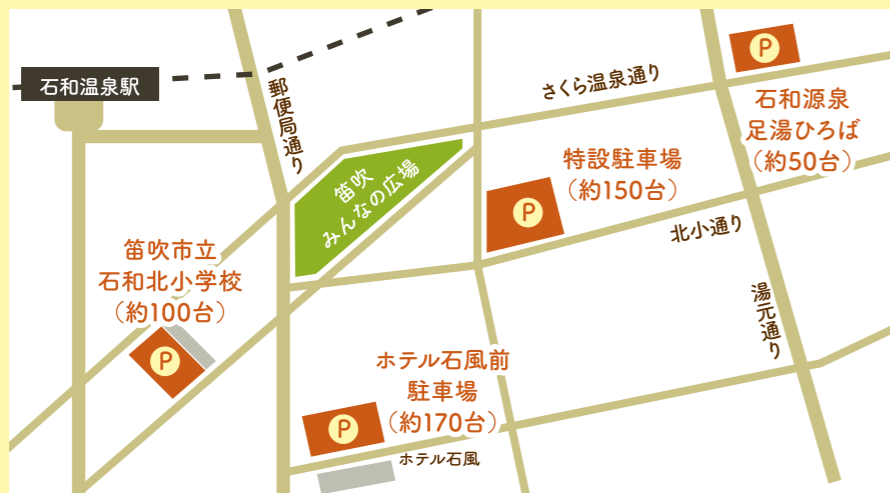 石和温泉駅
郵便局通り
さくら温泉通り
P
石和源泉
足湯ひろば
（約50台）
笛吹
みんなの広場
特設駐車場
（約150台）
P
北小通り
笛吹市立
石和北小学校
（約100台）
P
湯元通り
ホテル石風前
駐車場
（約170台）
P
ホテル石風